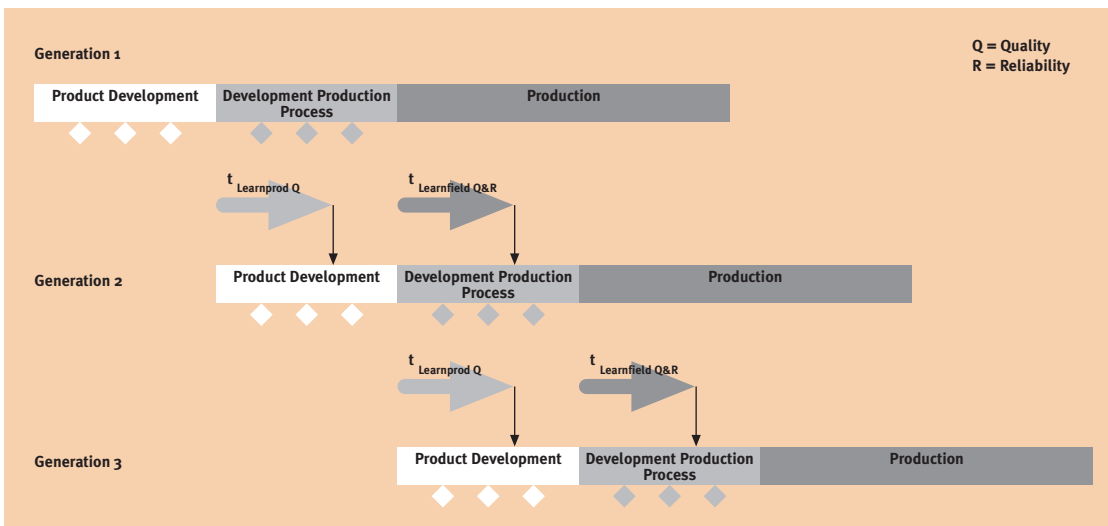 Generation 1
Q = Quality
R = Reliability
Product Development
Development Production
Process
Production
t Learnprod Q
t Learnfield Q&R
Generation 2
Product Development
Development Production
Process
Production
t Learnprod Q
t Learnfield Q&R
Generation 3
Product Development
Development Production
Process
Production